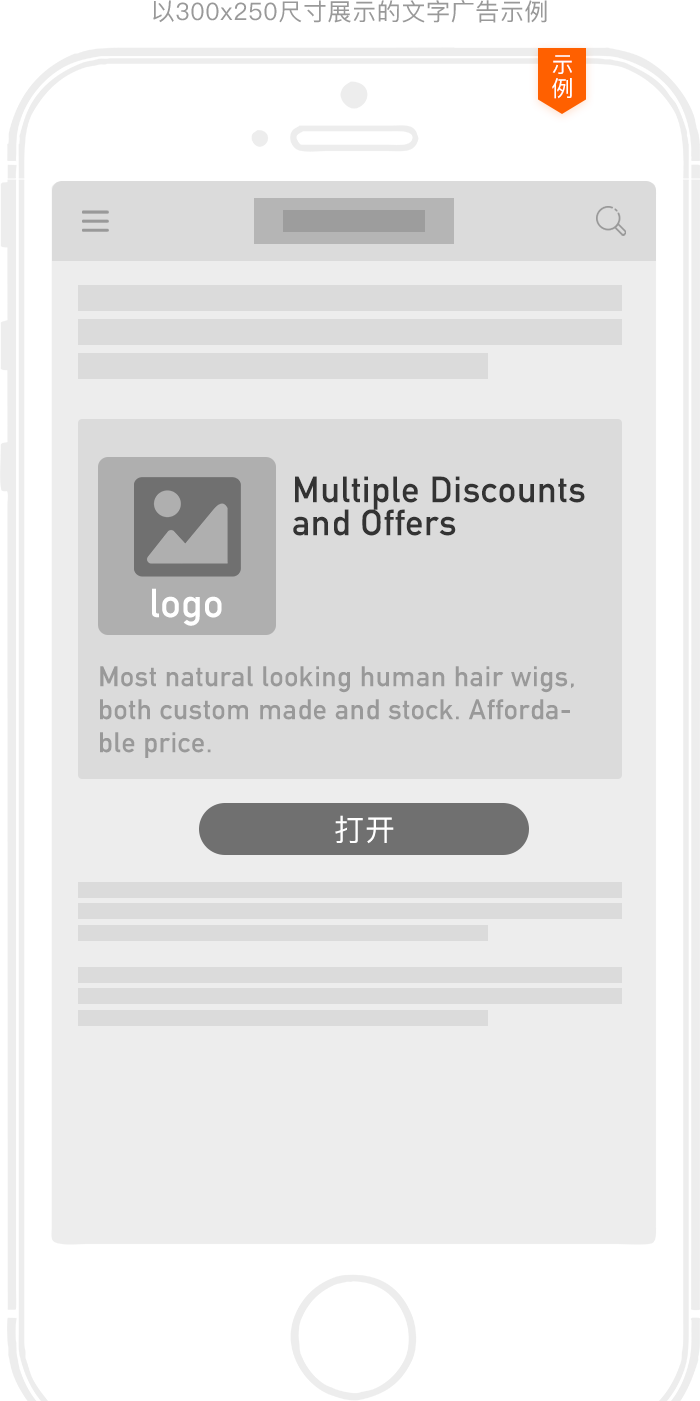 以300x250尺寸展示的文字广告示例
示
例
Multiple Discounts
and Offers
logo
Most natural looking human hair wigs,
both custom made and stock. Afforda-
ble price.
打开